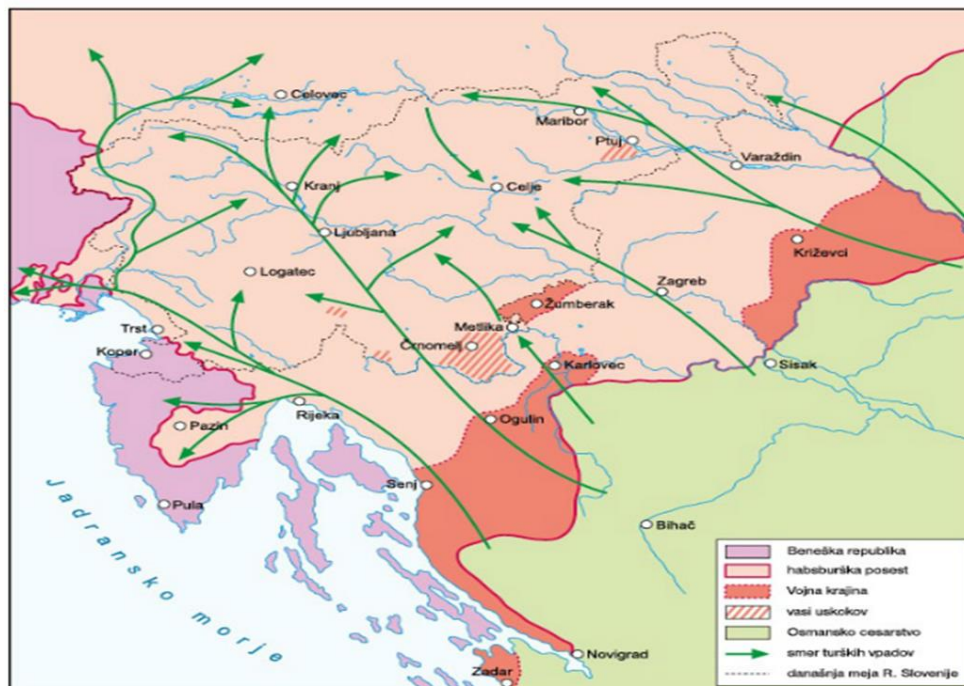 Celovec
Maribor
Ptuj
Varaždin
Kranj
Celje
Ljubljana
Križevci
Logatec
Zagreb
Žumberak
Metlika
Trst
Črnomelj
Koper
Karlovec
Sisak
Rijeka
Pazin
Ogulin
Senj
Pula
Bihač
Jadransko morje
Novigrad
Zadar
Beneška republika
habsburška posest
Vojna krajina
vasi uskokov
Osmansko cesarstvo
smer turških vpadov
današnja meja R. Slovenije